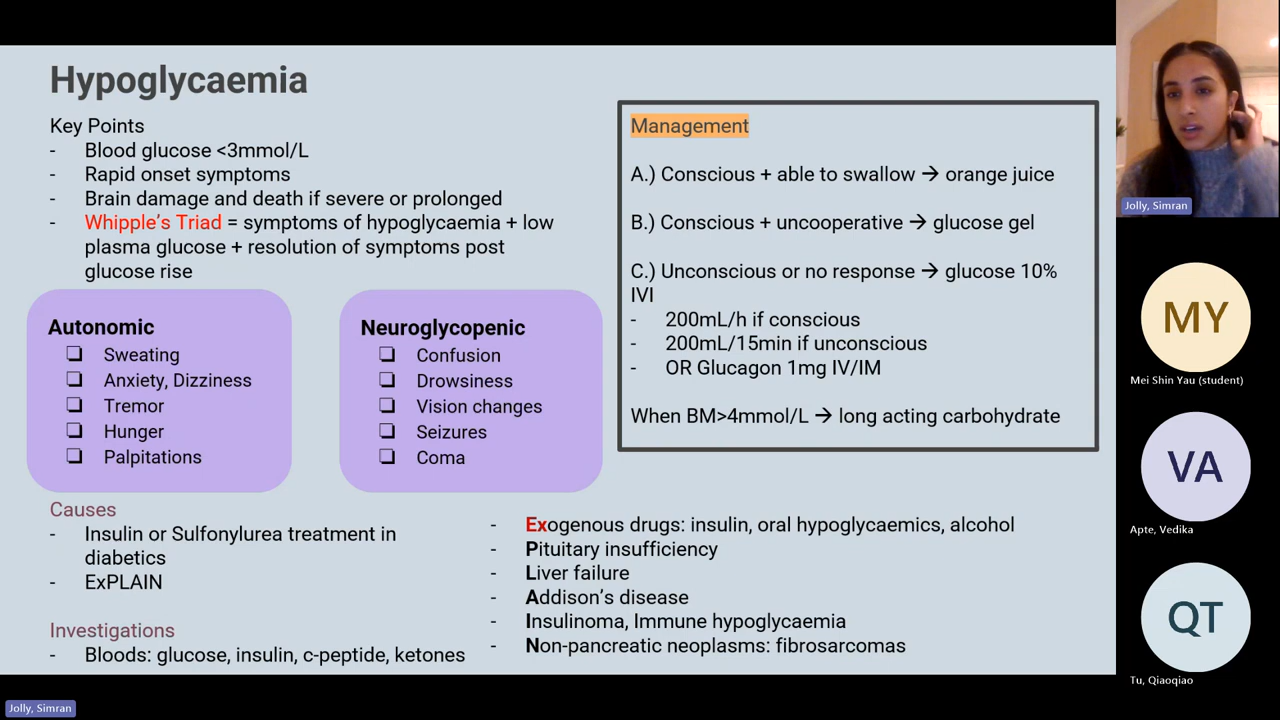 Hypoglycaemia
Key Points
- Blood glucose <3mmol/L
- Rapid onset symptoms
- Brain damage and death if severe or prolonged
- Whipple's Triad = symptoms of hypoglycaemia + low
plasma glucose + resolution of symptoms post
glucose rise
Autonomic
❏ Sweating
❏ Anxiety, Dizziness
❏ Tremor
❏ Hunger
❏ Palpitations
Neuroglycopenic
❏ Confusion
❏ Drowsiness
❏ Vision changes
❏ Seizures
❏ Coma
Management
A.) Conscious + able to swallow → orange juice
B.) Conscious + uncooperative → glucose gel
C.) Unconscious or no response → glucose 10%
IVI
- 200mL/h if conscious
- 200mL/15min if unconscious
- OR Glucagon 1mg IV/IM
When BM>4mmol/L → long acting carbohydrate
Causes
- Insulin or Sulfonylurea treatment in
diabetics
- ExPLAIN
Investigations
- Bloods: glucose, insulin, c-peptide, ketones
- Exogenous drugs: insulin, oral hypoglycaemics, alcohol
- Pituitary insufficiency
- Liver failure
- Addison's disease
- Insulinoma, Immune hypoglycaemia
- Non-pancreatic neoplasms: fibrosarcomas
Jolly, Simran
MY
Mei Shin Yau (student)
VA
Apte, Vedika
QT
Tu, Qiaoqiao
Jolly, Simran